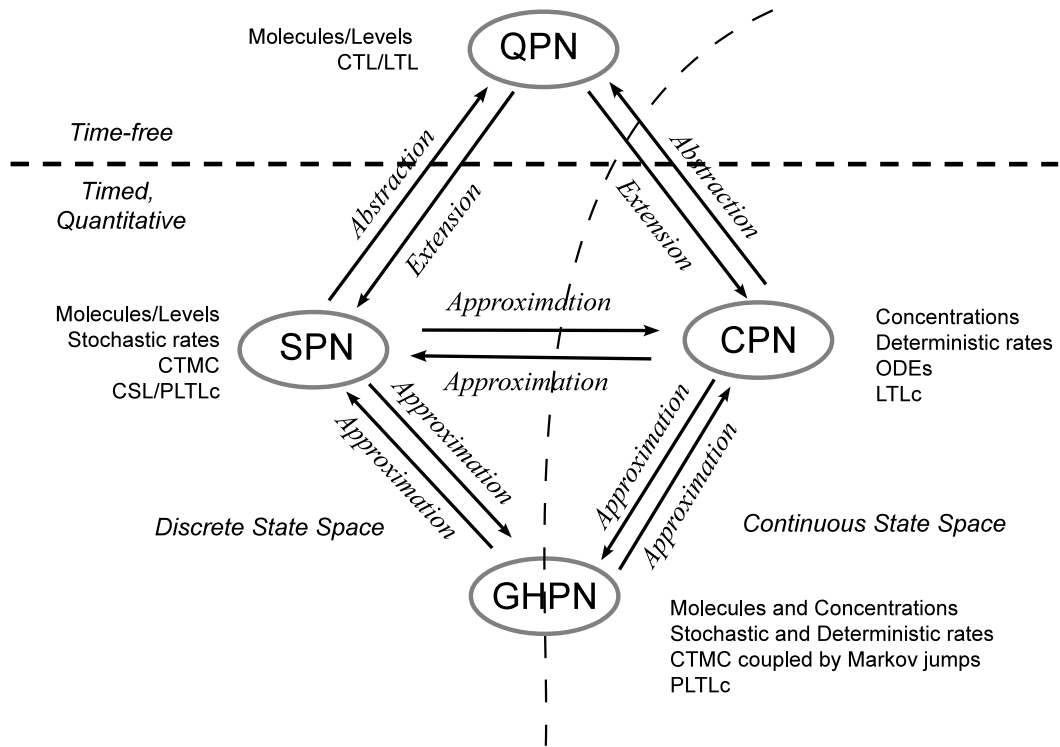 Molecules/Levels
CTL/LTL
QPN
Time-free
Timed,
Quantitative
Abstraction
Extension
Extension
Abstraction
Molecules/Levels
Stochastic rates
CTMC
CSL/PLTLc
SPN
Approximation
Approximation
CPN
Concentrations
Deterministic rates
ODEs
LTLc
Approximation
Approximation
Approximation
Approximation
Discrete State Space
Continuous State Space
GHPN
Molecules and Concentrations
Stochastic and Deterministic rates
CTMC coupled by Markov jumps
PLTLc